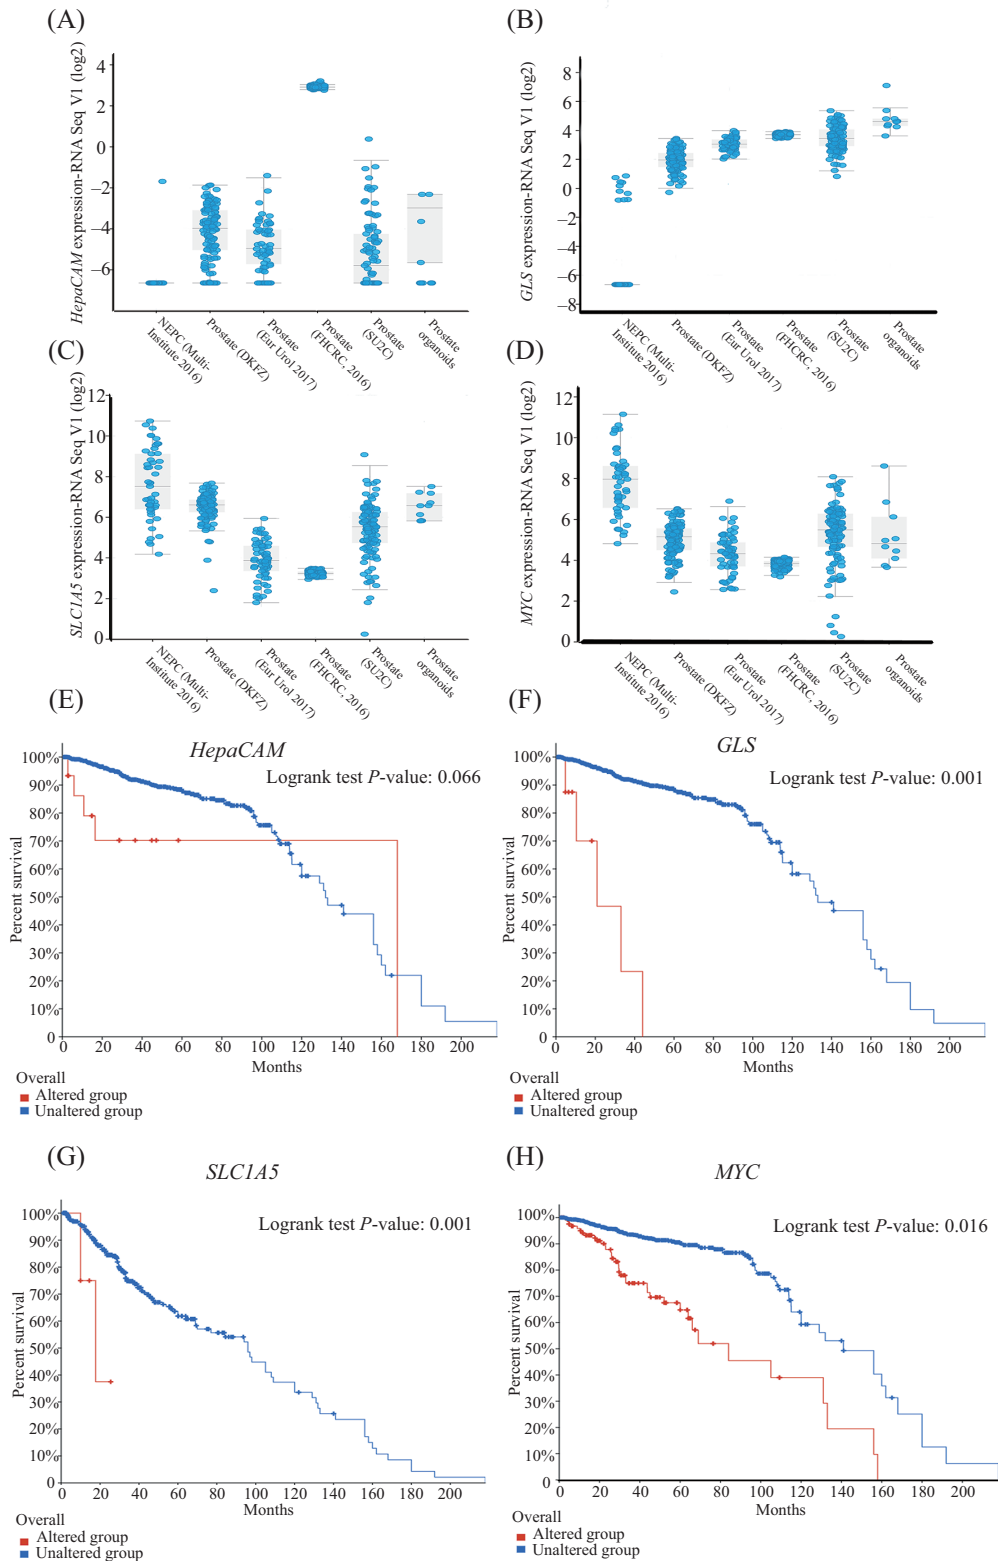 (A)
HepaCAM expression-RNA Seq V1 (log2)
4
2
0
−2
−4
−6
NEPC (Multi-
Institute 2016)
Prostate (DKFZ)
Prostate
(Eur Urol 2017)
Prostate
(FHCRC, 2016)
Prostate
(SU2C)
Prostate
organoids
(B)
GLS expression-RNA Seq V1 (log2)
8
6
4
2
0
−2
−4
−6
−8
NEPC (Multi-
Institute 2016)
Prostate (DKFZ)
Prostate
(Eur Urol 2017)
Prostate
(FHCRC, 2016)
Prostate
(SU2C)
Prostate
organoids
(C)
SLC1A5 expression-RNA Seq V1 (log2)
12
10
8
6
4
2
0
NEPC (Multi-
Institute 2016)
Prostate (DKFZ)
Prostate
(Eur Urol 2017)
Prostate
(FHCRC, 2016)
Prostate
(SU2C)
Prostate
organoids
(D)
MYC expression-RNA Seq V1 (log2)
12
10
8
6
4
2
0
NEPC (Multi-
Institute 2016)
Prostate (DKFZ)
Prostate
(Eur Urol 2017)
Prostate
(FHCRC, 2016)
Prostate
(SU2C)
Prostate
organoids
(E)
HepaCAM
Logrank test P-value: 0.066
Percent survival
100%
90%
80%
70%
60%
50%
40%
30%
20%
10%
0
0 20 40 60 80 100 120 140 160 180 200
Months
Overall
Altered group
Unaltered group
(F)
GLS
Logrank test P-value: 0.001
Percent survival
100%
90%
80%
70%
60%
50%
40%
30%
20%
10%
0
0 20 40 60 80 100 120 140 160 180 200
Months
Overall
Altered group
Unaltered group
(G)
SLC1A5
Logrank test P-value: 0.001
Percent survival
100%
90%
80%
70%
60%
50%
40%
30%
20%
10%
0
0 20 40 60 80 100 120 140 160 180 200
Months
Overall
Altered group
Unaltered group
(H)
MYC
Logrank test P-value: 0.016
Percent survival
100%
90%
80%
70%
60%
50%
40%
30%
20%
10%
0
0 20 40 60 80 100 120 140 160 180 200
Months
Overall
Altered group
Unaltered group